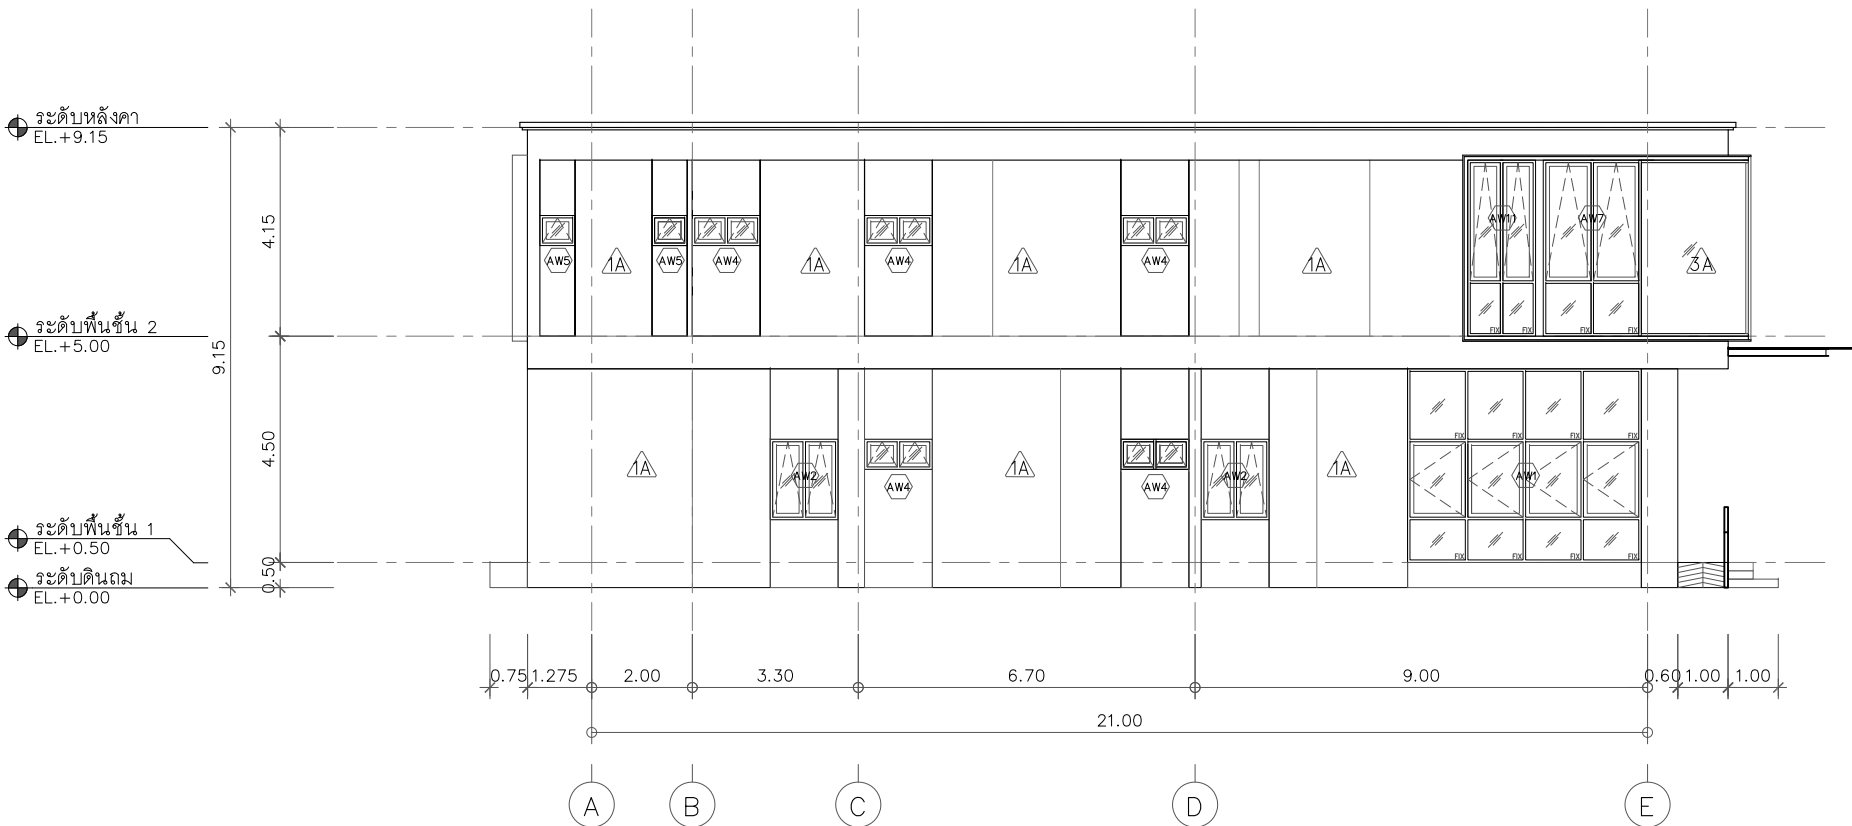 ระดับหลังคา
EL.+9.15
4.15
AW5
1A
AW5
AW4
1A
AW4
1A
AW4
1A
AW11
AW7
3A
FIX
FIX
FIX
FIX
ระดับพื้นชั้น 2
EL.+5.00
9.15
4.50
1A
AW2
AW4
1A
AW4
AW2
1A
FIX
FIX
FIX
FIX
AW1
FIX
FIX
FIX
FIX
ระดับพื้นชั้น 1
EL.+0.50
0.50
ระดับดินถม
EL.+0.00
0.75 1.275 2.00 3.30 6.70 9.00 0.60 1.00 1.00
21.00
A B C D E